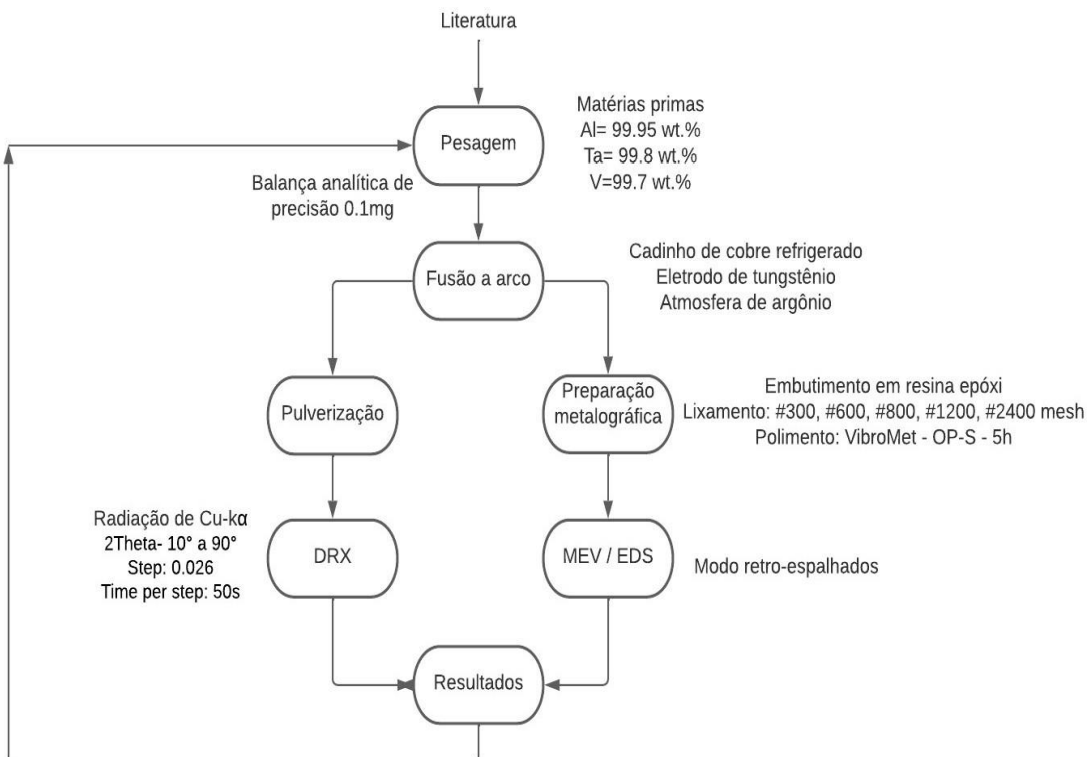 Literatura
Pesagem
Matérias primas
Al= 99.95 wt.%
Ta= 99.8 wt.%
V=99.7 wt.%
Balança analítica de
precisão 0.1mg
Fusão a arco
Cadinho de cobre refrigerado
Eletrodo de tungstênio
Atmosfera de argônio
Pulverização
Preparação
metalográfica
Embutimento em resina epóxi
Lixamento: #300, #600, #800, #1200, #2400 mesh
Polimento: VibroMet - OP-S - 5h
Radiação de Cu-kα
2Theta- 10° a 90°
Step: 0.026
Time per step: 50s
DRX
MEV / EDS
Modo retro-espalhados
Resultados